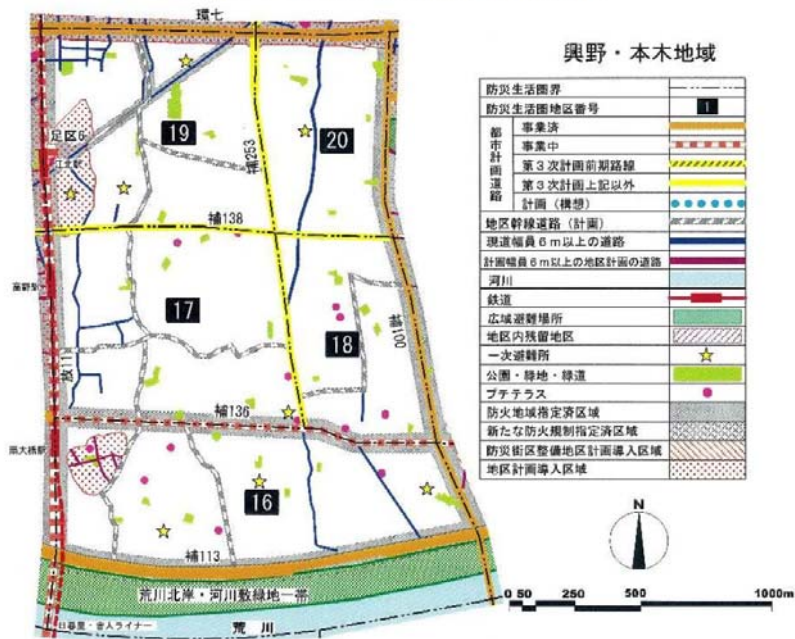 環七
興野・本木地域
防災生活圏界
防災生活圏地区番号
1
都市計画道路
事業済
事業中
第3次計画前期路線
第3次計画上記以外
計画（構想）
地区幹線道路（計画）
現道幅員6m以上の道路
計画幅員6m以上の地区計画の道路
河川
鉄道
広域避難場所
地区内残留地区
一次避難所
公園・緑地・緑道
プチテラス
防火地域指定済区域
新たな防火規制指定済区域
防災街区整備地区計画導入区域
地区計画導入区域
足区6
19
20
江北駅
補253
補138
高野駅
17
18
補100
放11
補136
扇大橋駅
16
補113
荒川北岸・河川敷緑地一帯
日暮里・舎人ライナー
荒川
N
0 50
250
500
1000m